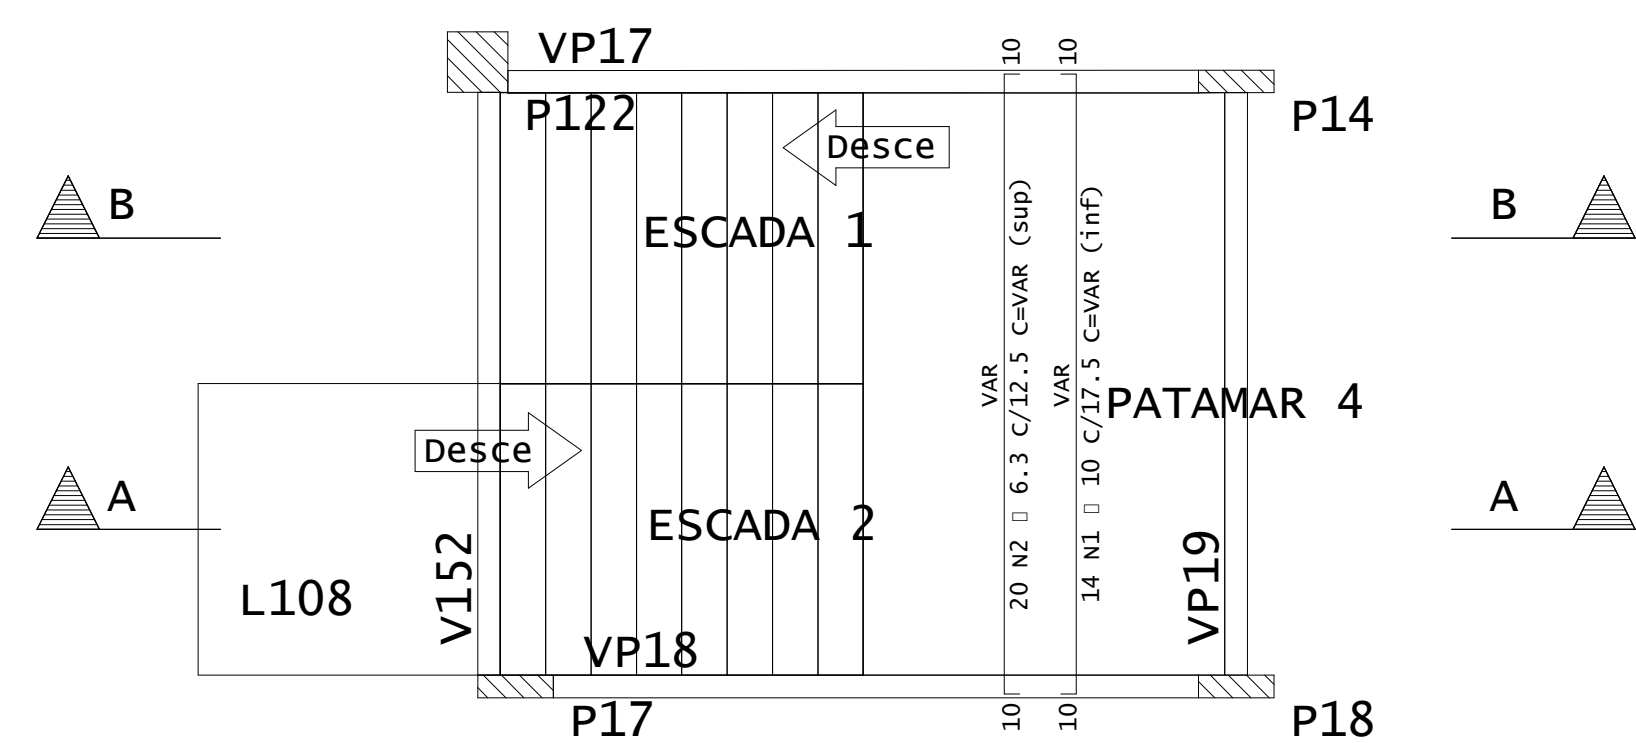 VP17
10
10
P122
P14
Desce
B
B
ESCADA 1
VAR
20 N2 ▯ 6.3 C/12.5 C=VAR (sup)
VAR
14 N1 ▯ 10 C/17.5 C=VAR (inf)
PATAMAR 4
Desce
A
A
ESCADA 2
V152
VP19
L108
VP18
P17
10
10
P18